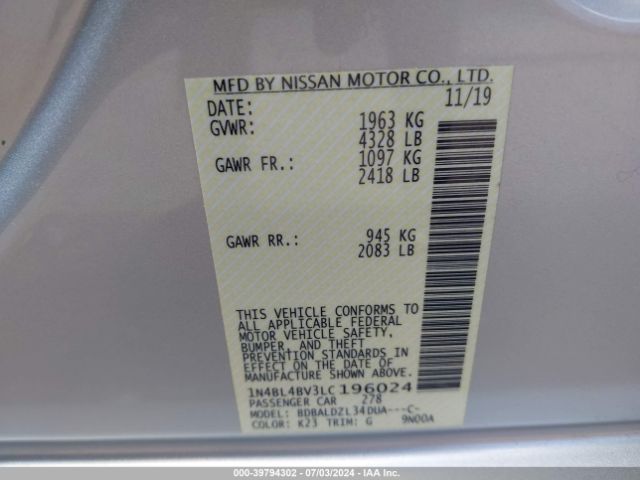 MFD BY NISSAN MOTOR CO., LTD.
DATE: 11/19
GVWR: 1963 KG
4328 LB
GAWR FR.: 1097 KG
2418 LB
GAWR RR.: 945 KG
2083 LB
THIS VEHICLE CONFORMS TO
ALL APPLICABLE FEDERAL
MOTOR VEHICLE SAFETY,
BUMPER, AND THEFT
PREVENTION STANDARDS IN
EFFECT ON THE DATE OF
MANUFACTURE SHOWN ABOVE.
1N4BL4BV3LC196024
PASSENGER CAR 278
MODEL: BDBALDZL34DUA---C-
COLOR: K23 TRIM: G 9N00A
000-39794302 - 07/03/2024 - IAA Inc.